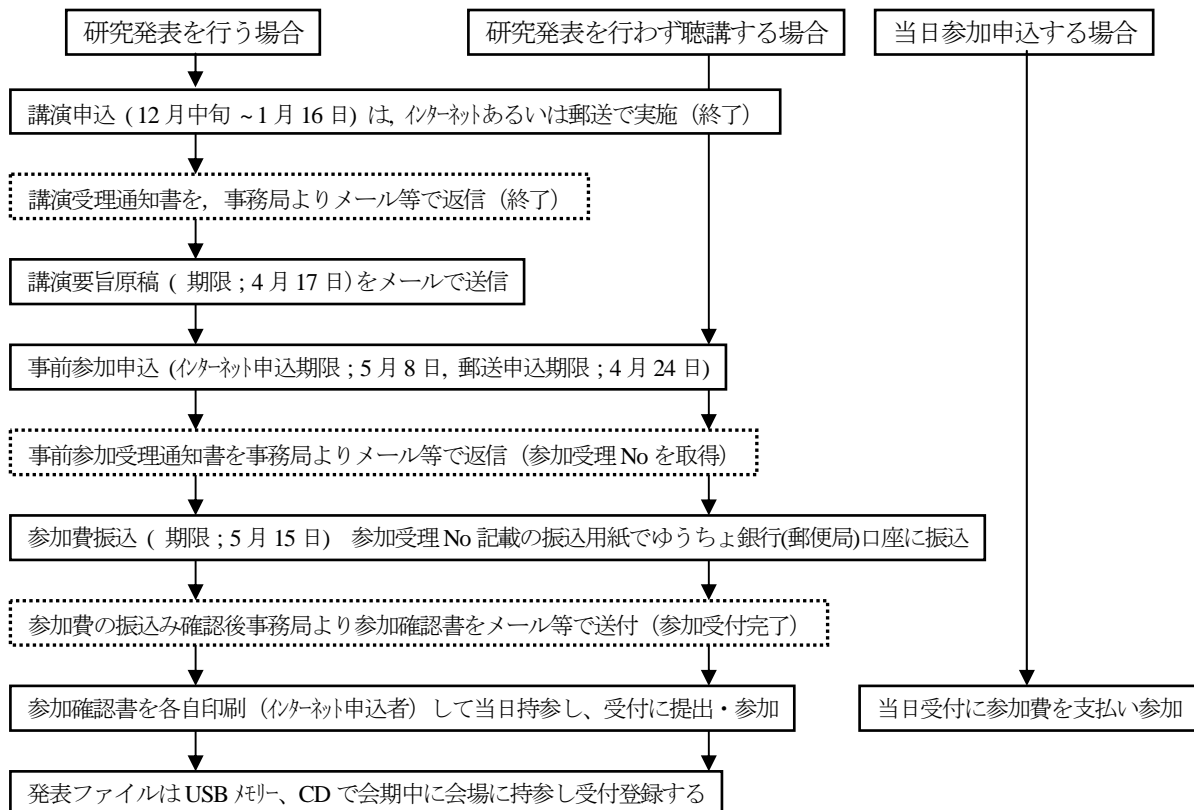 研究発表を行う場合
研究発表を行わず聴講する場合
当日参加申込する場合
講演申込 ( 12 月中旬 ~ 1 月 16 日) は, インターネットあるいは郵送で実施 (終了)
講演受理通知書を, 事務局よりメール等で返信 (終了)
講演要旨原稿 ( 期限 ; 4 月 17 日) をメールで送信
事前参加申込 (インターネット申込期限 ; 5 月 8 日, 郵送申込期限 ; 4 月 24 日)
事前参加受理通知書を事務局よりメール等で返信 (参加受理 No を取得)
参加費振込 ( 期限 ; 5 月 15 日) 参加受理 No 記載の振込用紙でゆうちょ銀行(郵便局)口座に振込
参加費の振込み確認後事務局より参加確認書をメール等で送付 (参加受付完了)
参加確認書を各自印刷 (インターネット申込者) して当日持参し、受付に提出・参加
当日受付に参加費を支払い参加
発表ファイルは USB メモリー、CD で会期中に会場に持参し受付登録する